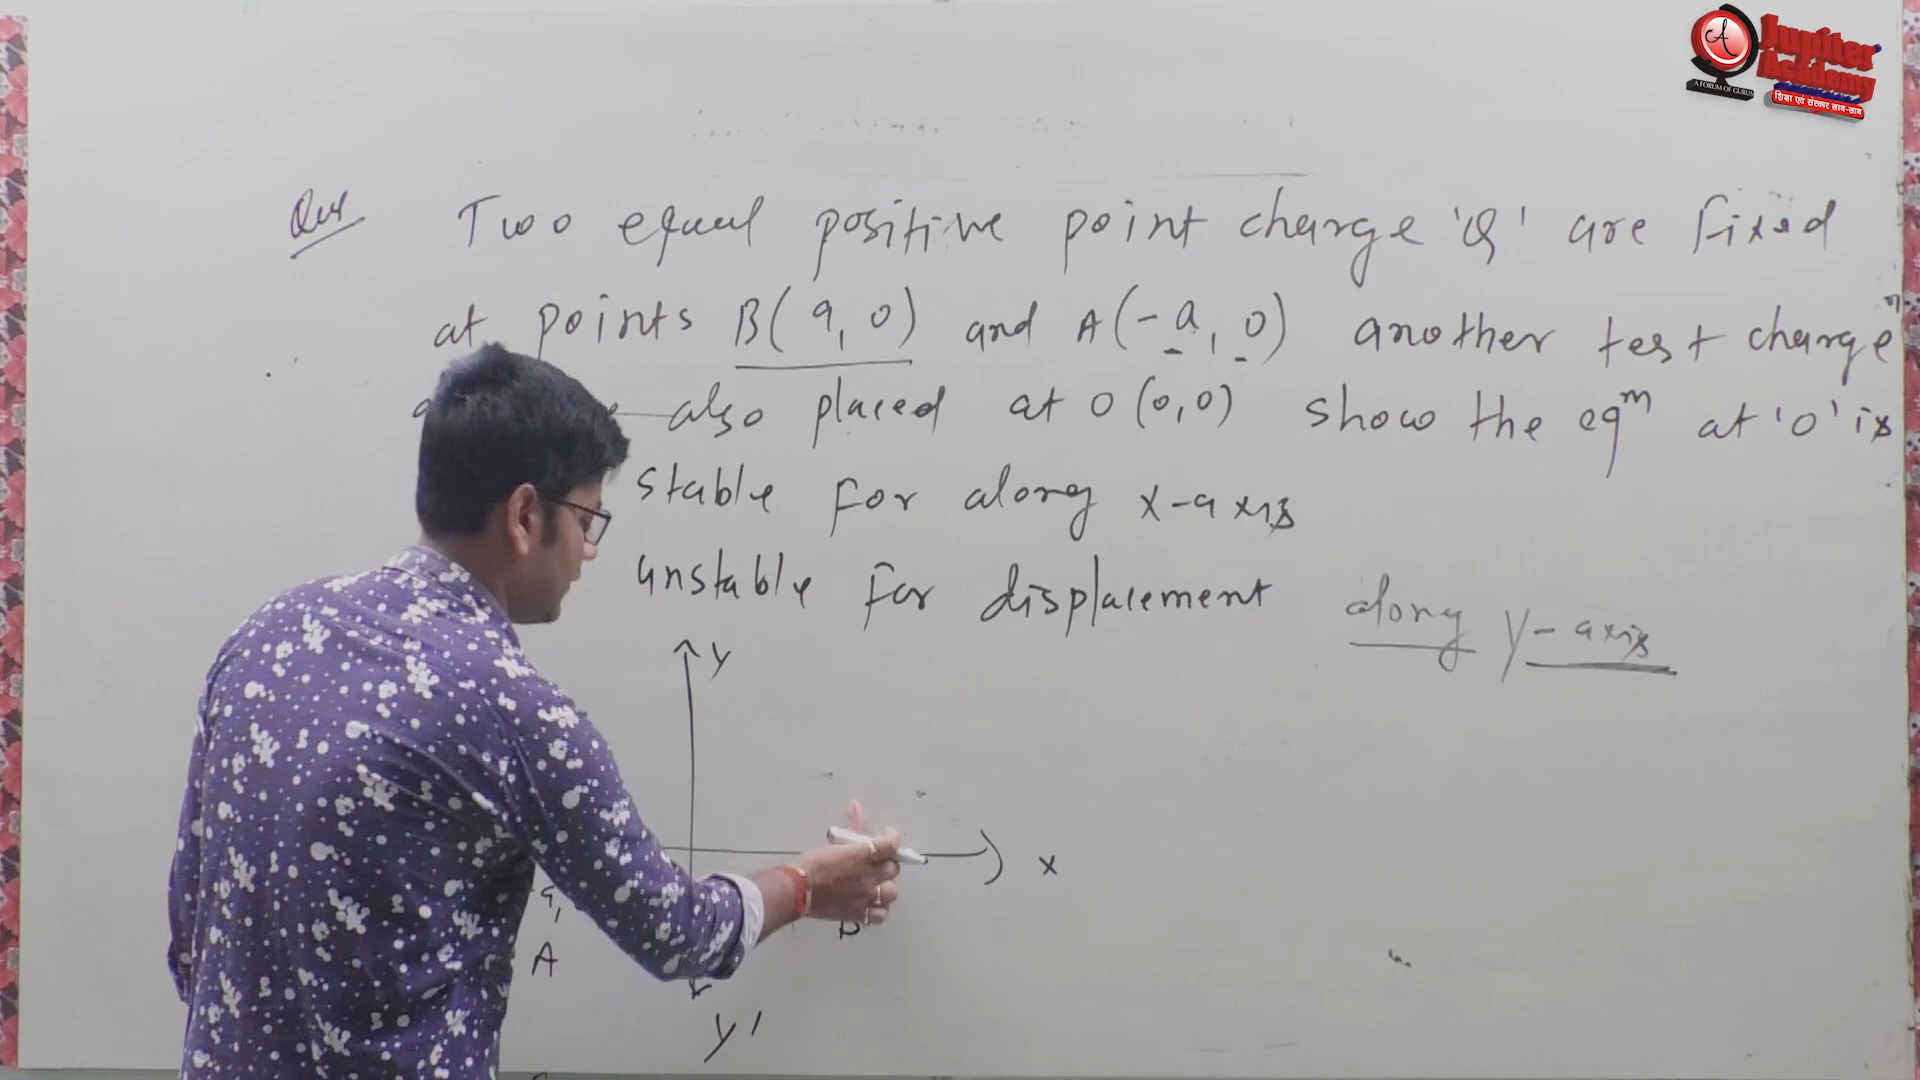 Jupiter
Academy
A FORUM OF GURUS
शिक्षा एवं संस्कार साथ-साथ
Que Two equal positive point charge 'Q' are fixed
at points B(a, 0) and A(-a, 0) another test charge
also placed at O (0,0) show the eqm at 'O' is
stable for along x-axis
unstable for displacement along y-axis
y
x
A
y'